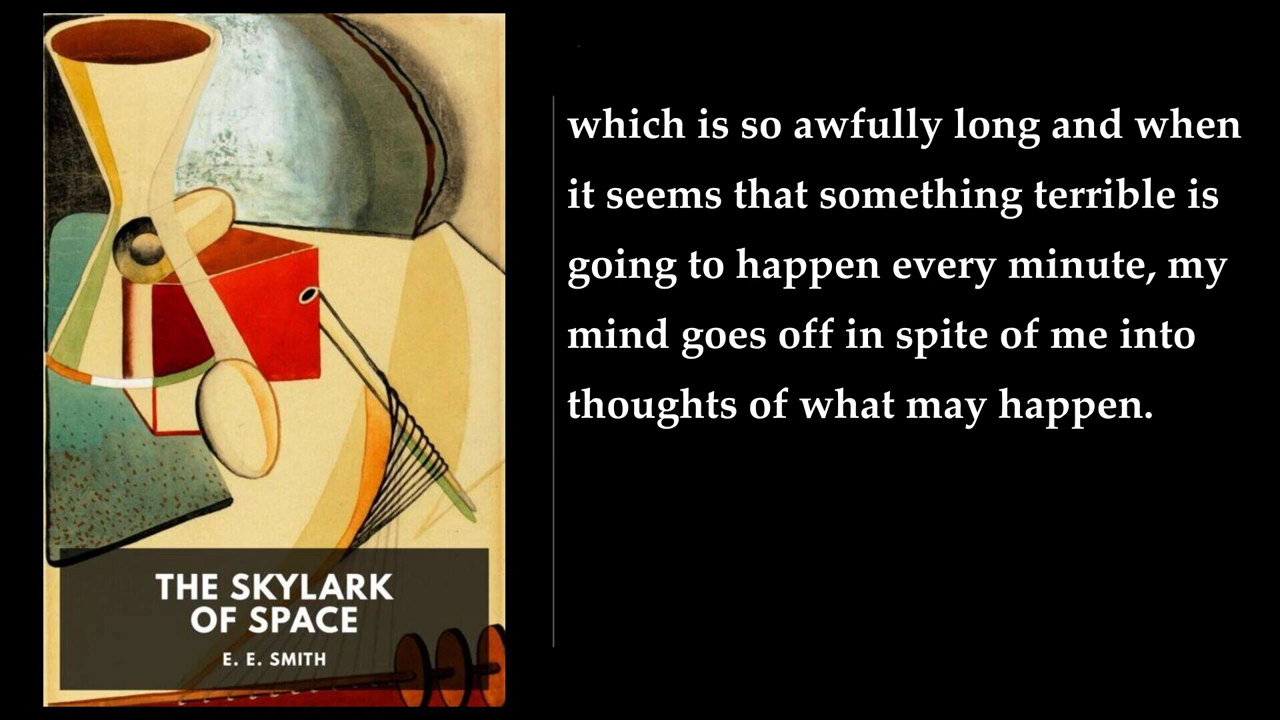 THE SKYLARK
OF SPACE
E. E. SMITH
which is so awfully long and when
it seems that something terrible is
going to happen every minute, my
mind goes off in spite of me into
thoughts of what may happen.